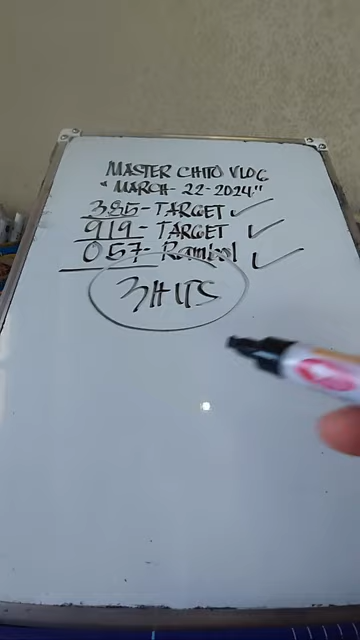 MASTER CHITO VLOG
"MARCH-22-2024"
385-TARGET ✓
919-TARGET ✓
057-Rambol ✓
3HITS